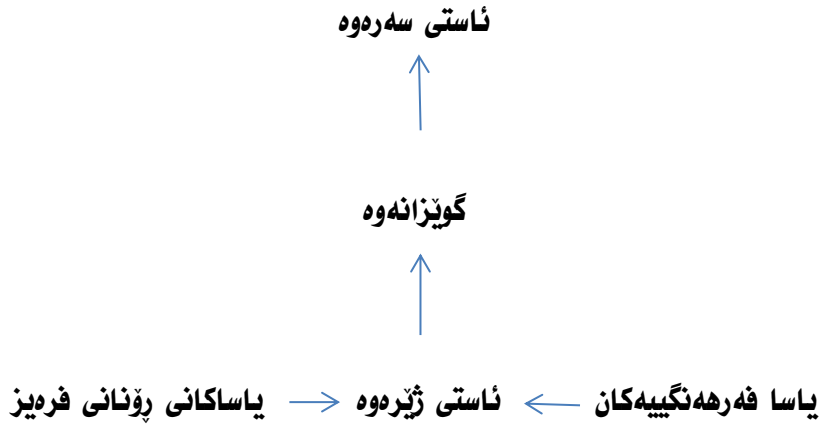 ئاستی سەرەوە
گوێزانەوە
یاسا فەرهەنگییەکان ئاستی ژێرەوە یاساکانی ڕۆنانی فرەیز